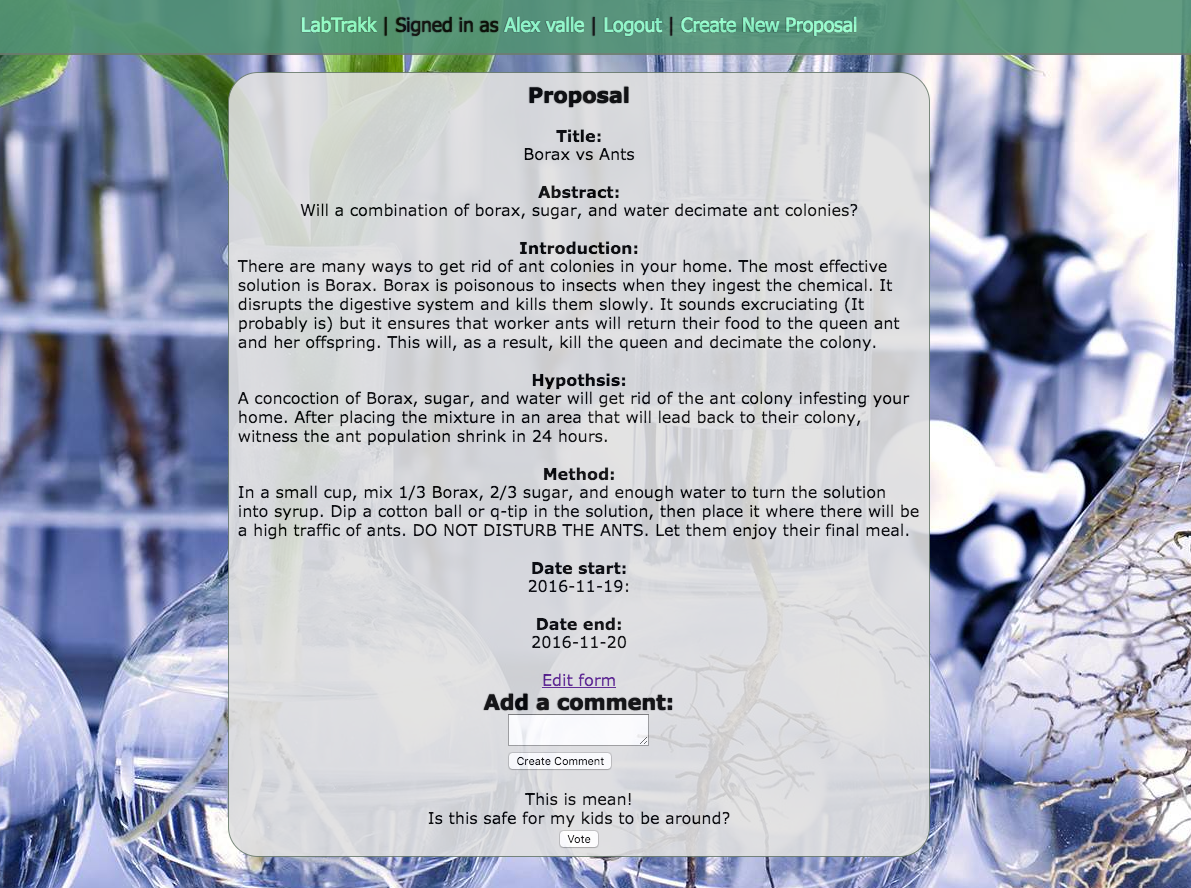 LabTrakk | Signed in as Alex valle | Logout | Create New Proposal
Proposal
Title:
Borax vs Ants
Abstract:
Will a combination of borax, sugar, and water decimate ant colonies?
Introduction:
There are many ways to get rid of ant colonies in your home. The most effective
solution is Borax. Borax is poisonous to insects when they ingest the chemical. It
disrupts the digestive system and kills them slowly. It sounds excruciating (It
probably is) but it ensures that worker ants will return their food to the queen ant
and her offspring. This will, as a result, kill the queen and decimate the colony.
Hypothsis:
A concoction of Borax, sugar, and water will get rid of the ant colony infesting your
home. After placing the mixture in an area that will lead back to their colony,
witness the ant population shrink in 24 hours.
Method:
In a small cup, mix 1/3 Borax, 2/3 sugar, and enough water to turn the solution
into syrup. Dip a cotton ball or q-tip in the solution, then place it where there will be
a high traffic of ants. DO NOT DISTURB THE ANTS. Let them enjoy their final meal.
Date start:
2016-11-19:
Date end:
2016-11-20
Edit form
Add a comment:
Create Comment
This is mean!
Is this safe for my kids to be around?
Vote